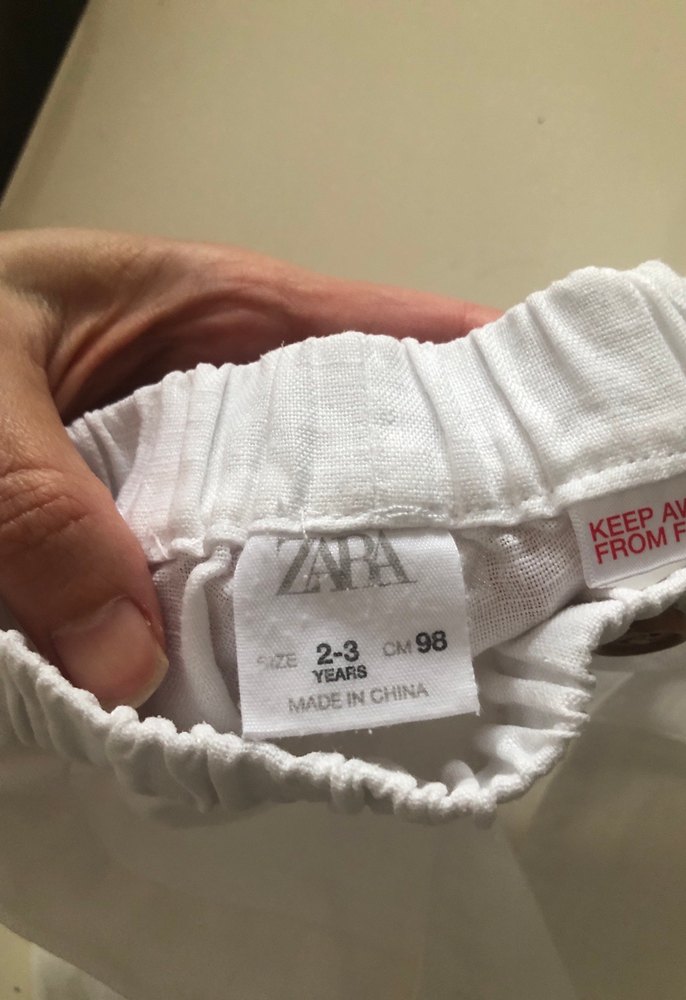 ZARA
SIZE 2-3 YEARS CM 98
MADE IN CHINA
KEEP
FROM